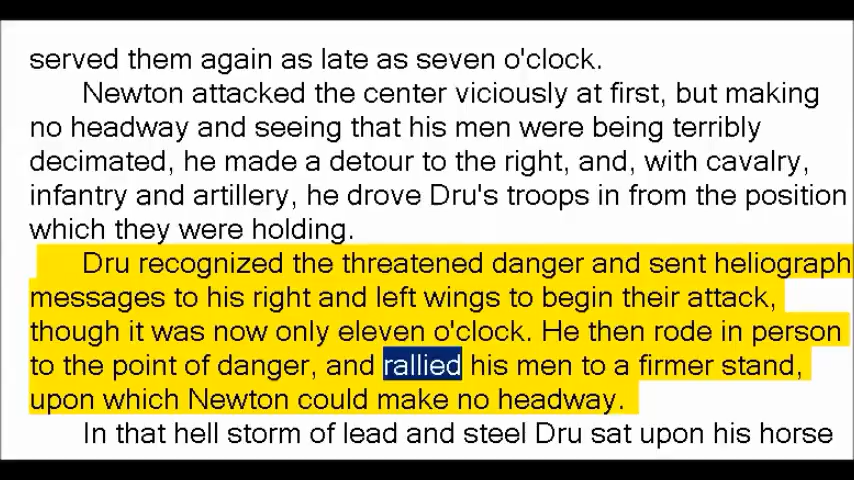 served them again as late as seven o'clock.
Newton attacked the center viciously at first, but making
no headway and seeing that his men were being terribly
decimated, he made a detour to the right, and, with cavalry,
infantry and artillery, he drove Dru's troops in from the position
which they were holding.
Dru recognized the threatened danger and sent heliograph
messages to his right and left wings to begin their attack,
though it was now only eleven o'clock. He then rode in person
to the point of danger, and rallied his men to a firmer stand,
upon which Newton could make no headway.
In that hell storm of lead and steel Dru sat upon his horse